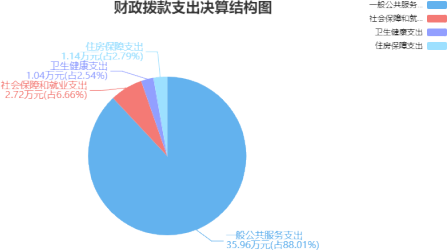 财政拨款支出决算结构图
一般公共服务...
社会保障和就...
卫生健康支出
住房保障支出
住房保障支出
1.14万元(占2.79%)
卫生健康支出
1.04万元(占2.54%)
社会保障和就业支出
2.72万元(占6.66%)
一般公共服务支出
35.96万元(占88.01%)